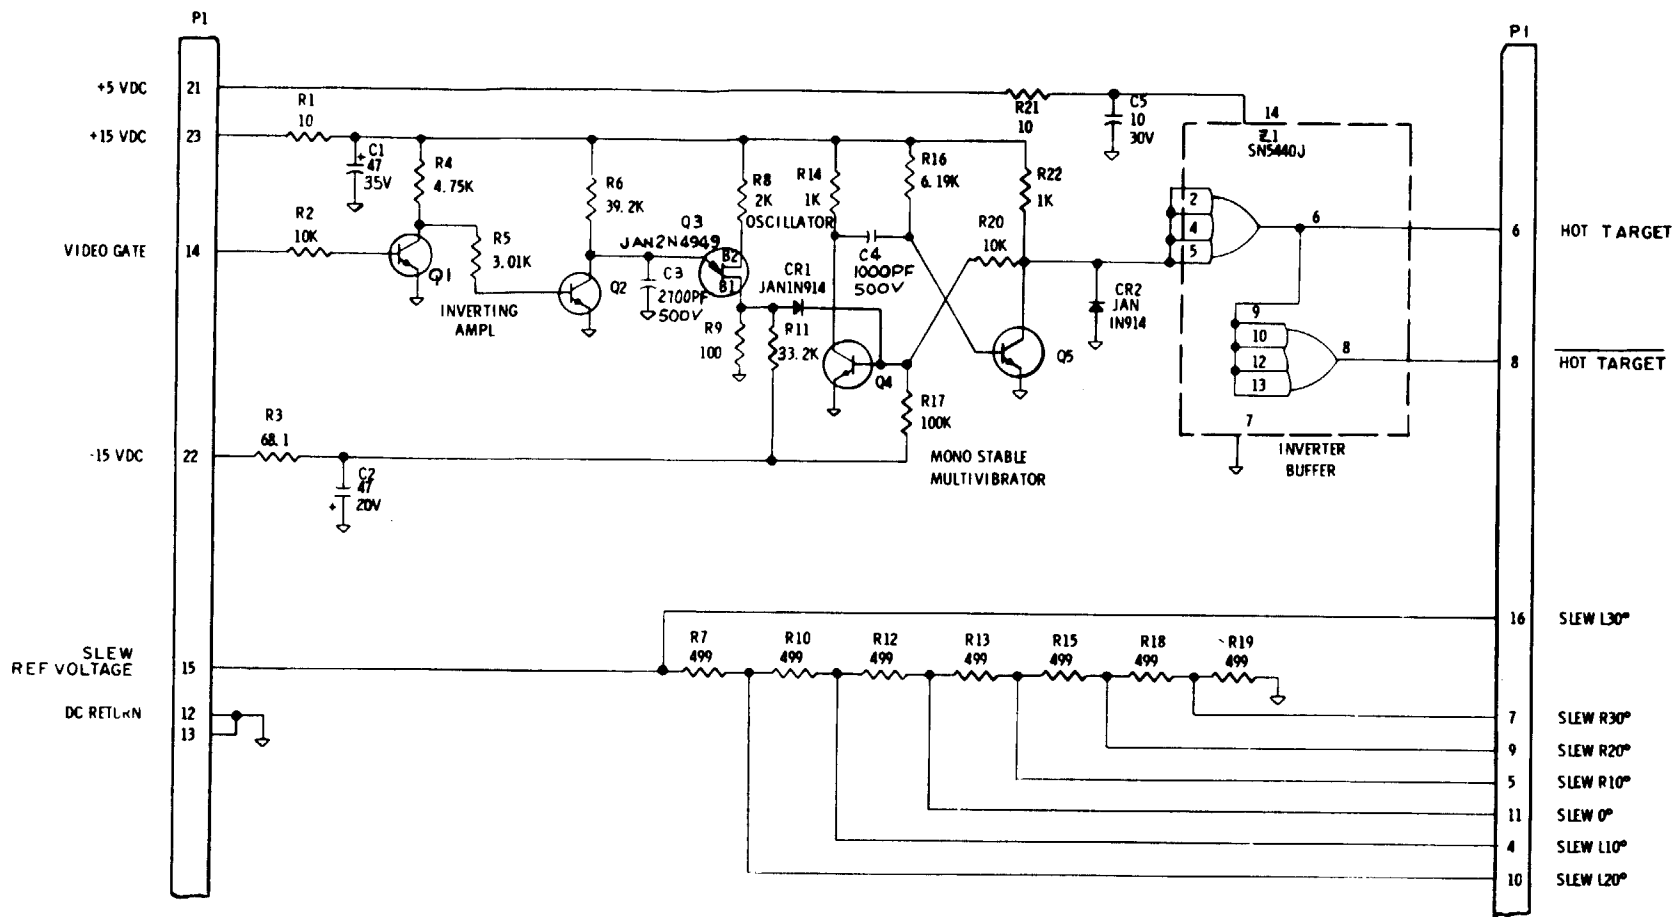 P1
P1
+5 VDC
21
R1
10
R21
10
C5
10
30V
14
Z1
SN5440J
+15 VDC
23
+ C1
47
35V
R4
4.75K
R6
39.2K
R8
2K
R14
1K
R16
6.19K
R22
1K
R2
10K
Q3
OSCILLATOR
JAN2N4949
R20
10K
2
4
5
6
6
HOT TARGET
VIDEO GATE
14
Q1
R5
3.01K
B2
B1
C3
2700PF
500V
CR1
JAN1N914
C4
1000PF
500V
Q2
INVERTING
AMPL
R9
100
R11
33.2K
CR2
JAN
1N914
9
10
12
13
8
8
HOT TARGET
Q4
Q5
R17
100K
7
R3
68.1
-15 VDC
22
C2
47
+ 20V
MONO STABLE
MULTIVIBRATOR
INVERTER
BUFFER
16
SLEW L30°
SLEW
REF VOLTAGE
15
R7
499
R10
499
R12
499
R13
499
R15
499
R18
499
R19
499
DC RETURN
12
13
7
SLEW R30°
9
SLEW R20°
5
SLEW R10°
11
SLEW 0°
4
SLEW L10°
10
SLEW L20°